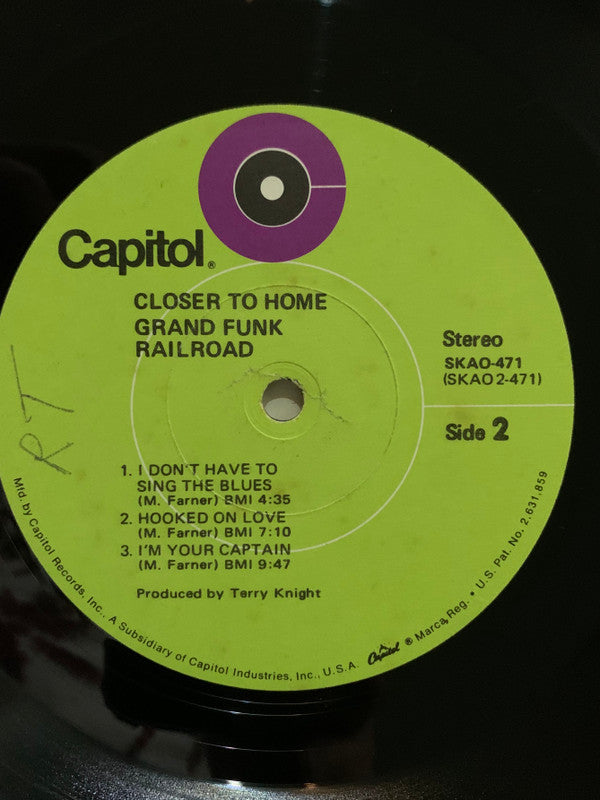 Capitol®
CLOSER TO HOME
GRAND FUNK
RAILROAD
Stereo
SKAO-471
(SKAO2-471)
Side 2
RT
1. I DON'T HAVE TO
SING THE BLUES
(M. Farner) BMI 4:35
2. HOOKED ON LOVE
(M. Farner) BMI 7:10
3. I'M YOUR CAPTAIN
(M. Farner) BMI 9:47
Produced by Terry Knight
Mfd. by Capitol Records, Inc., A Subsidiary of Capitol Industries, Inc., U.S.A. Capitol ® Marca Reg. • U.S. Pat. No. 2,631,859